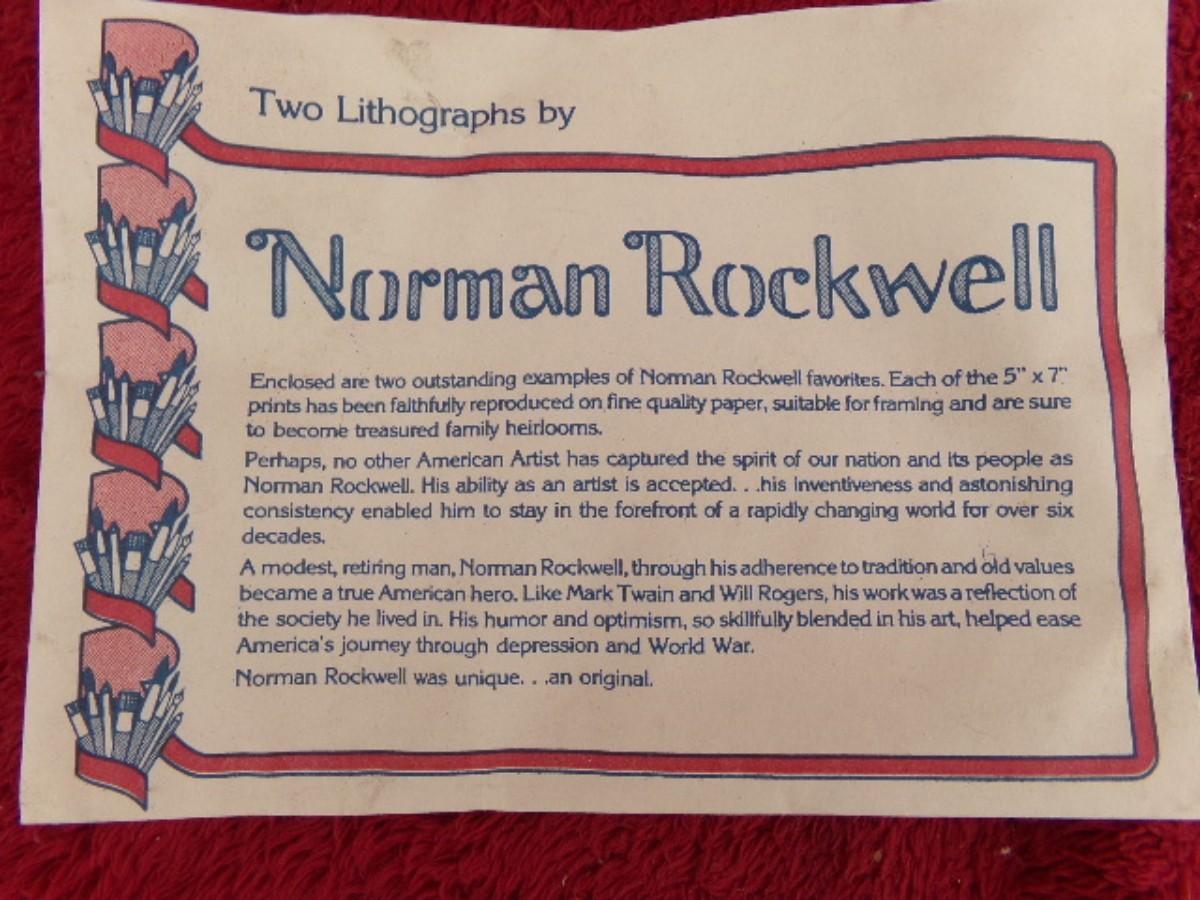 Two Lithographs by
Norman Rockwell
Enclosed are two outstanding examples of Norman Rockwell favorites. Each of the 5" x 7"
prints has been faithfully reproduced on fine quality paper, suitable for framing and are sure
to become treasured family heirlooms.
Perhaps, no other American Artist has captured the spirit of our nation and its people as
Norman Rockwell. His ability as an artist is accepted. . .his inventiveness and astonishing
consistency enabled him to stay in the forefront of a rapidly changing world for over six
decades.
A modest, retiring man, Norman Rockwell, through his adherence to tradition and old values
became a true American hero. Like Mark Twain and Will Rogers, his work was a reflection of
the society he lived in. His humor and optimism, so skillfully blended in his art, helped ease
America's journey through depression and World War.
Norman Rockwell was unique. . .an original.